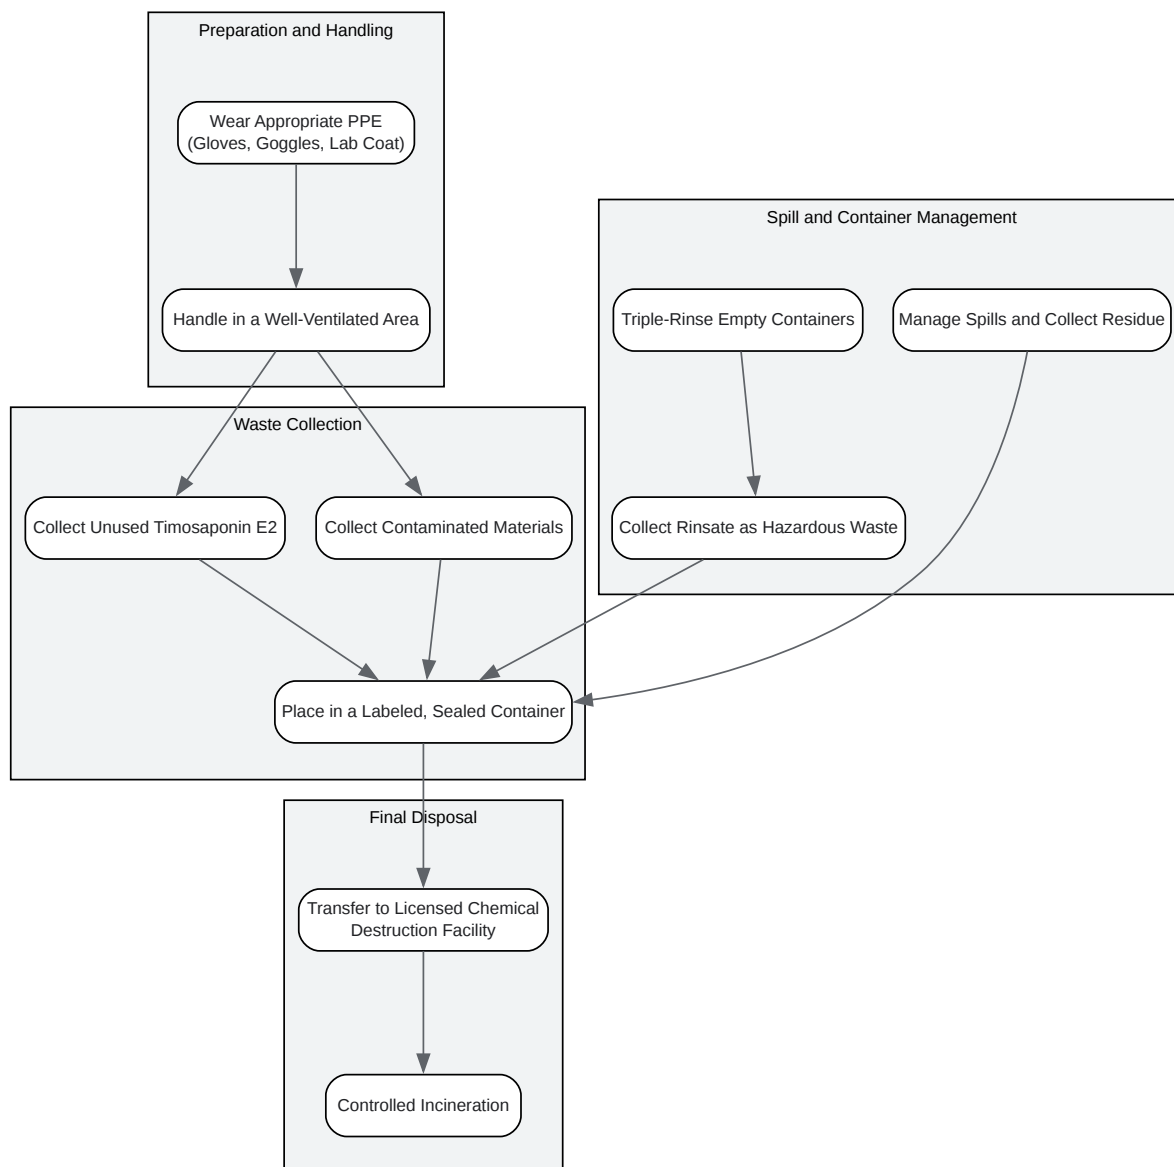 Preparation and Handling
Wear Appropriate PPE
(Gloves, Goggles, Lab Coat)
Handle in a Well-Ventilated Area
Spill and Container Management
Triple-Rinse Empty Containers
Manage Spills and Collect Residue
Collect Rinsate as Hazardous Waste
Waste Collection
Collect Unused Timosaponin E2
Collect Contaminated Materials
Place in a Labeled, Sealed Container
Final Disposal
Transfer to Licensed Chemical
Destruction Facility
Controlled Incineration